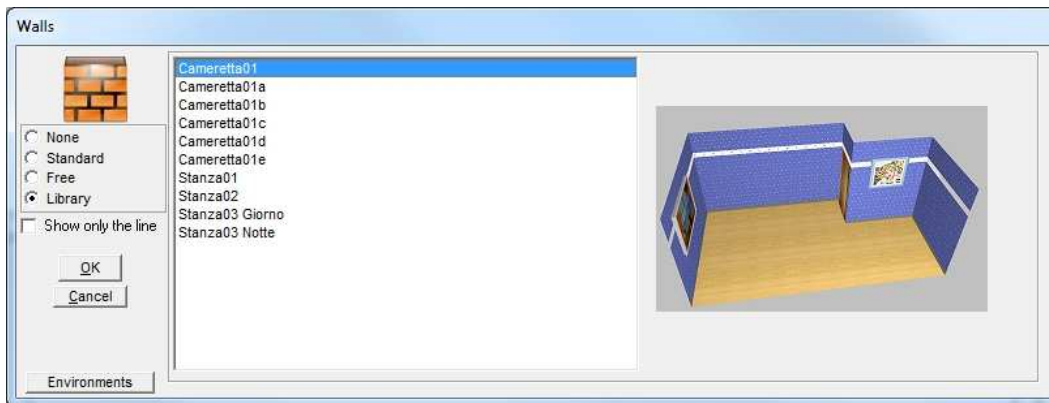 Walls
None
Standard
Free
Library
Show only the line
OK
Cancel
Environments
Cameretta01
Cameretta01a
Cameretta01b
Cameretta01c
Cameretta01d
Cameretta01e
Stanza01
Stanza02
Stanza03 Giorno
Stanza03 Notte